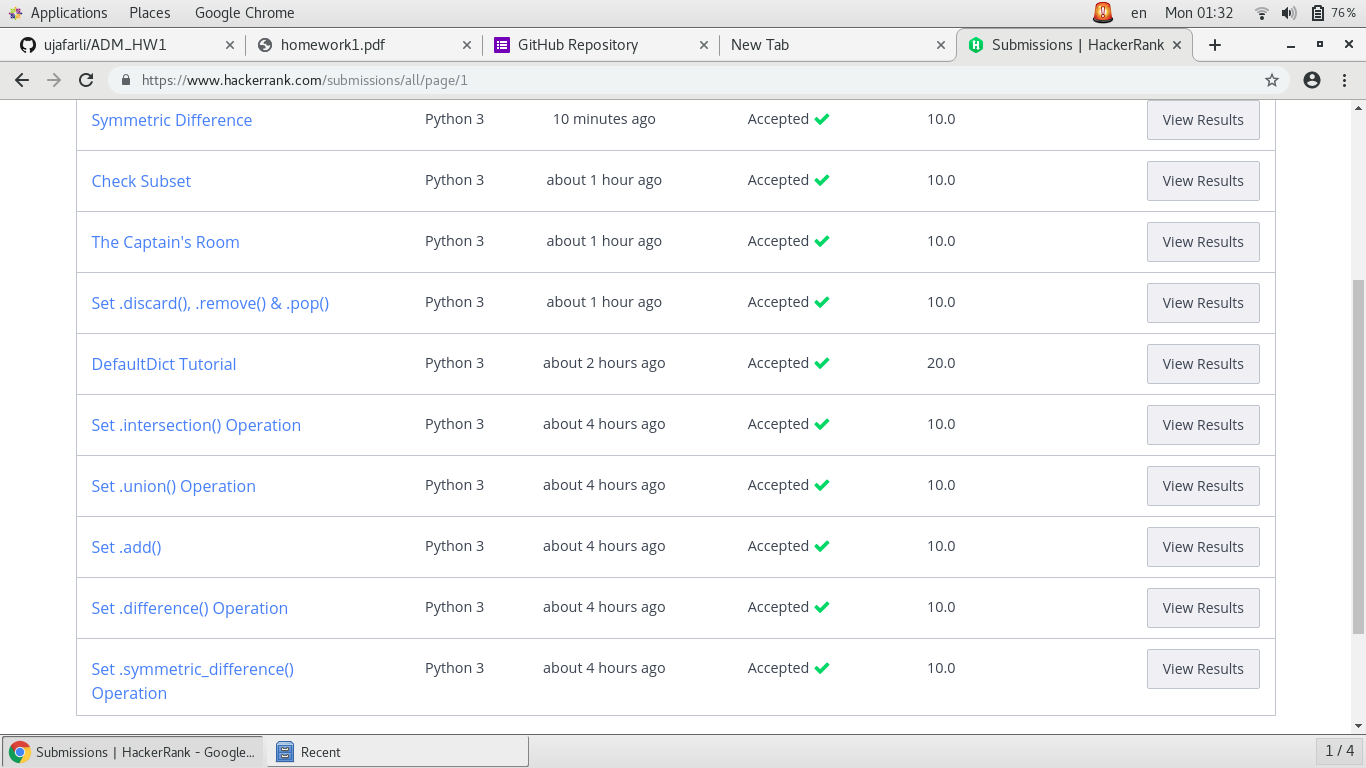 Applications Places Google Chrome en Mon 01:32 76%
ujafarli/ADM_HW1 homework1.pdf GitHub Repository New Tab Submissions | HackerRank
https://www.hackerrank.com/submissions/all/page/1
Symmetric Difference Python 3 10 minutes ago Accepted 10.0 View Results
Check Subset Python 3 about 1 hour ago Accepted 10.0 View Results
The Captain's Room Python 3 about 1 hour ago Accepted 10.0 View Results
Set .discard(), .remove() & .pop() Python 3 about 1 hour ago Accepted 10.0 View Results
DefaultDict Tutorial Python 3 about 2 hours ago Accepted 20.0 View Results
Set .intersection() Operation Python 3 about 4 hours ago Accepted 10.0 View Results
Set .union() Operation Python 3 about 4 hours ago Accepted 10.0 View Results
Set .add() Python 3 about 4 hours ago Accepted 10.0 View Results
Set .difference() Operation Python 3 about 4 hours ago Accepted 10.0 View Results
Set .symmetric_difference() Python 3 about 4 hours ago Accepted 10.0 View Results
Operation
Submissions | HackerRank - Google... Recent 1 / 4